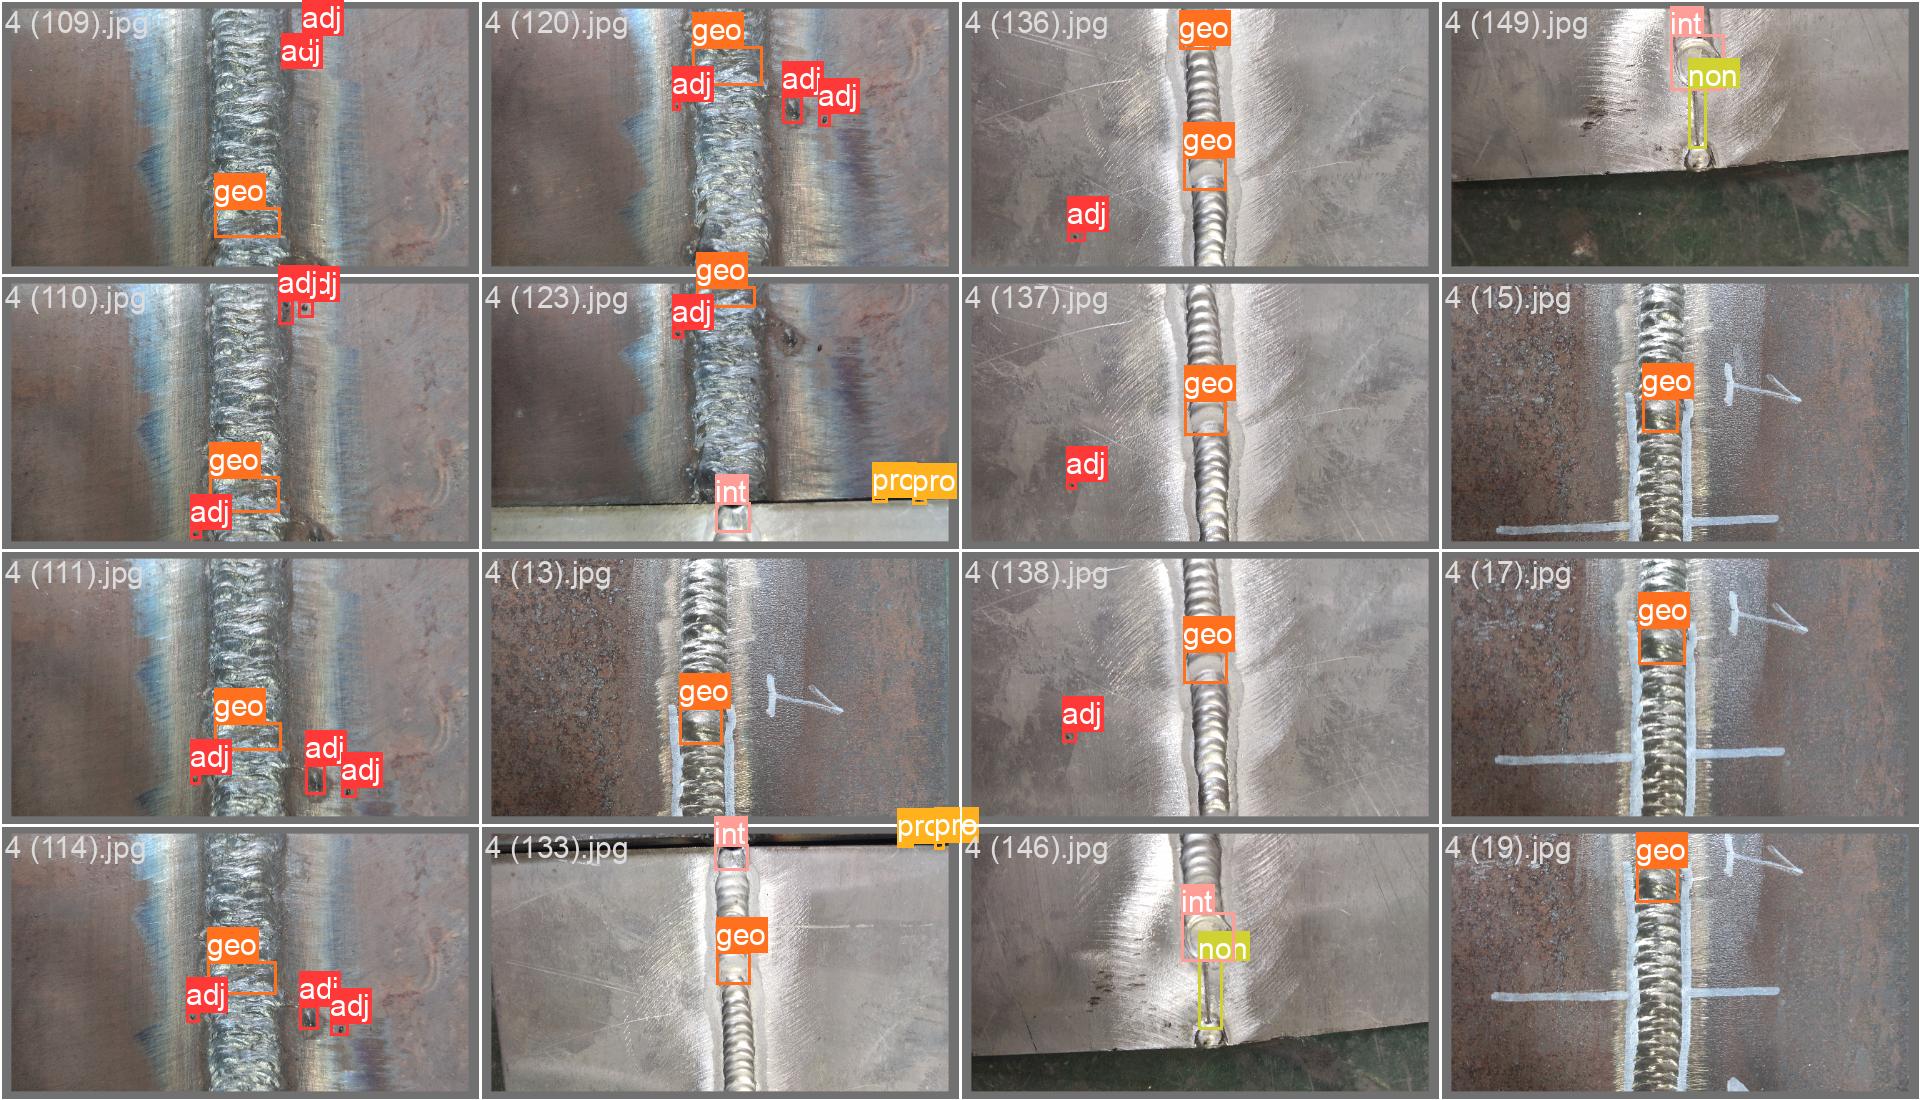 4 (109).jpg
adj
adj
geo
4 (120).jpg
geo
adj
adj
adj
4 (136).jpg
geo
geo
adj
4 (149).jpg
int
non
4 (110).jpg
adj
geo
adj
4 (123).jpg
geo
adj
int
pro
4 (137).jpg
geo
adj
4 (15).jpg
geo
4 (111).jpg
geo
adj
adj
adj
4 (13).jpg
geo
4 (138).jpg
geo
adj
4 (17).jpg
geo
4 (114).jpg
geo
adj
adj
adj
4 (133).jpg
int
pro
geo
4 (146).jpg
int
non
4 (19).jpg
geo